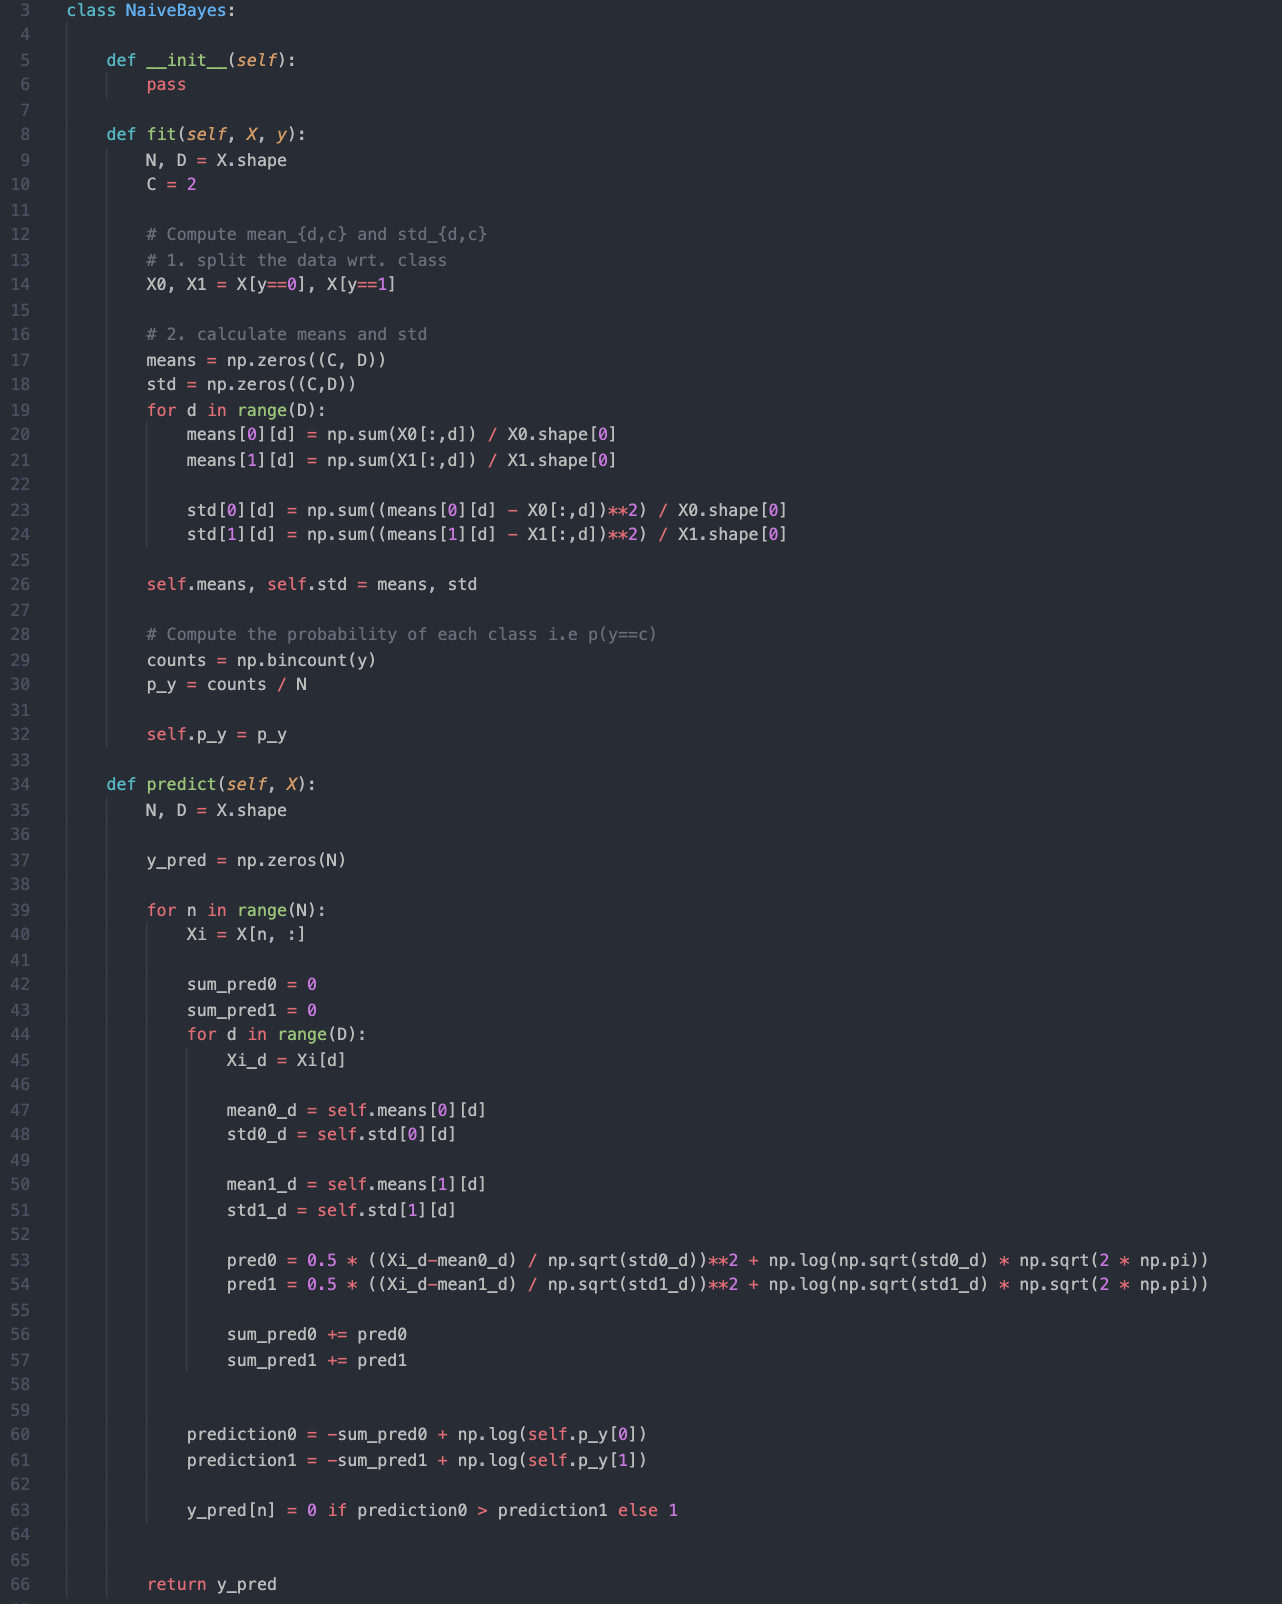 3 class NaiveBayes:
4
5     def __init__(self):
6         pass
7
8     def fit(self, X, y):
9         N, D = X.shape
10         C = 2
11
12         # Compute mean_{d,c} and std_{d,c}
13         # 1. split the data wrt. class
14         X0, X1 = X[y==0], X[y==1]
15
16         # 2. calculate means and std
17         means = np.zeros((C, D))
18         std = np.zeros((C,D))
19         for d in range(D):
20             means[0][d] = np.sum(X0[:,d]) / X0.shape[0]
21             means[1][d] = np.sum(X1[:,d]) / X1.shape[0]
22
23             std[0][d] = np.sum((means[0][d] - X0[:,d])**2) / X0.shape[0]
24             std[1][d] = np.sum((means[1][d] - X1[:,d])**2) / X1.shape[0]
25
26         self.means, self.std = means, std
27
28         # Compute the probability of each class i.e p(y==c)
29         counts = np.bincount(y)
30         p_y = counts / N
31
32         self.p_y = p_y
33
34     def predict(self, X):
35         N, D = X.shape
36
37         y_pred = np.zeros(N)
38
39         for n in range(N):
40             Xi = X[n, :]
41
42             sum_pred0 = 0
43             sum_pred1 = 0
44             for d in range(D):
45                 Xi_d = Xi[d]
46
47                 mean0_d = self.means[0][d]
48                 std0_d = self.std[0][d]
49
50                 mean1_d = self.means[1][d]
51                 std1_d = self.std[1][d]
52
53                 pred0 = 0.5 * ((Xi_d-mean0_d) / np.sqrt(std0_d))**2 + np.log(np.sqrt(std0_d) * np.sqrt(2 * np.pi))
54                 pred1 = 0.5 * ((Xi_d-mean1_d) / np.sqrt(std1_d))**2 + np.log(np.sqrt(std1_d) * np.sqrt(2 * np.pi))
55
56                 sum_pred0 += pred0
57                 sum_pred1 += pred1
58
59
60             prediction0 = -sum_pred0 + np.log(self.p_y[0])
61             prediction1 = -sum_pred1 + np.log(self.p_y[1])
62
63             y_pred[n] = 0 if prediction0 > prediction1 else 1
64
65
66         return y_pred